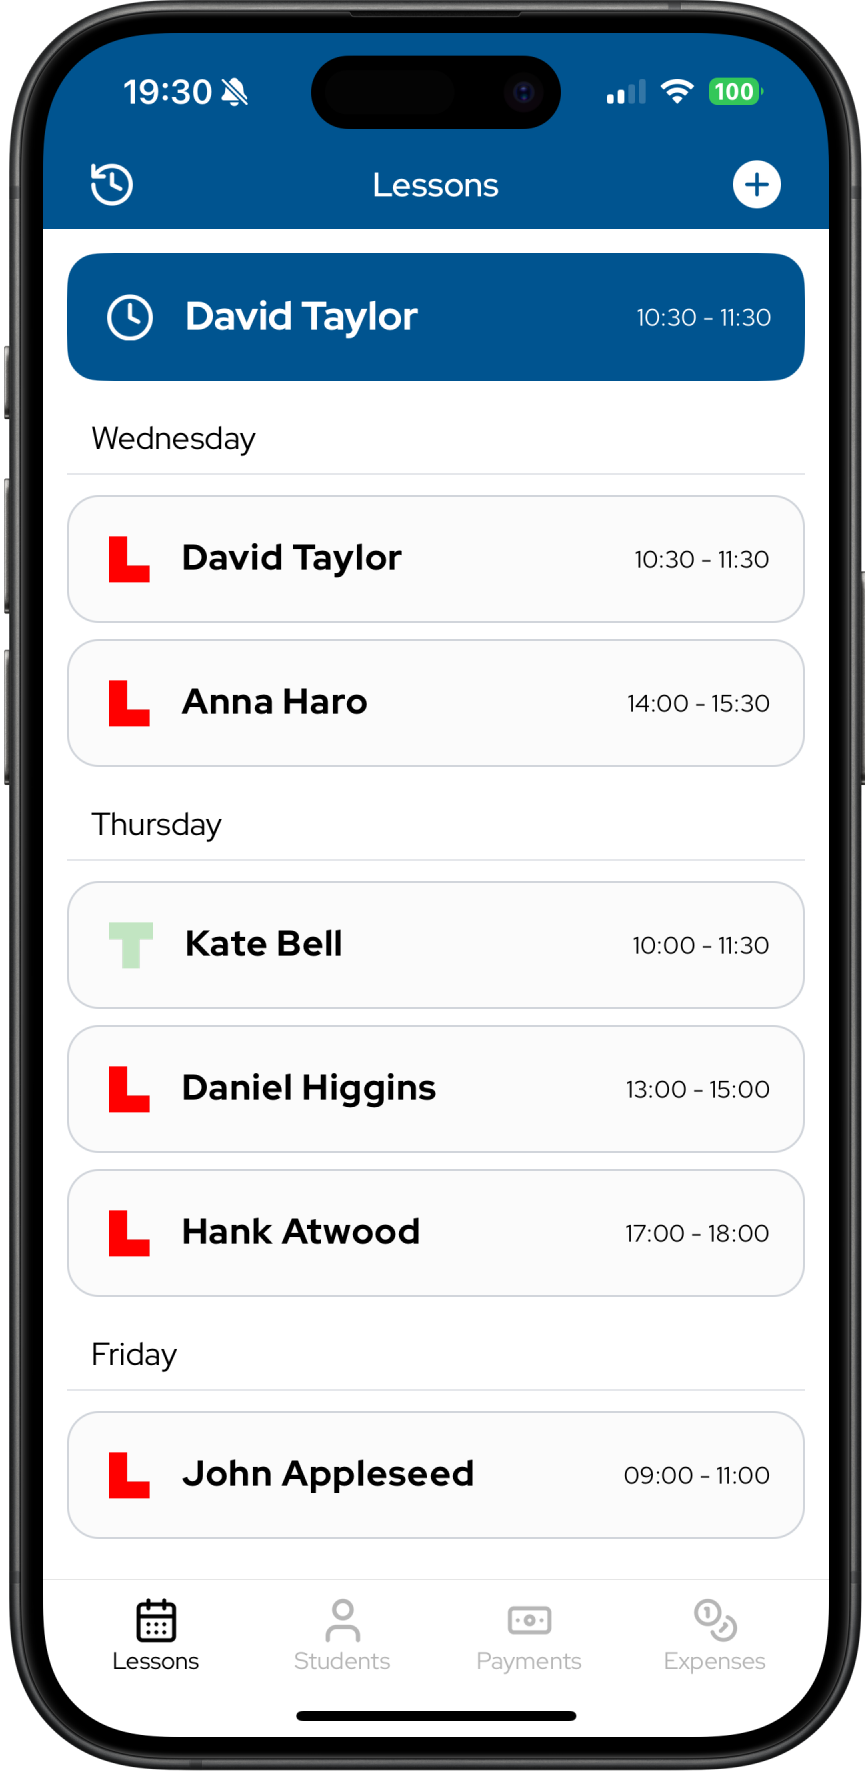 19:30
100
Lessons
David Taylor 10:30 - 11:30
Wednesday
L David Taylor 10:30 - 11:30
L Anna Haro 14:00 - 15:30
Thursday
T Kate Bell 10:00 - 11:30
L Daniel Higgins 13:00 - 15:00
L Hank Atwood 17:00 - 18:00
Friday
L John Appleseed 09:00 - 11:00
Lessons Students Payments Expenses